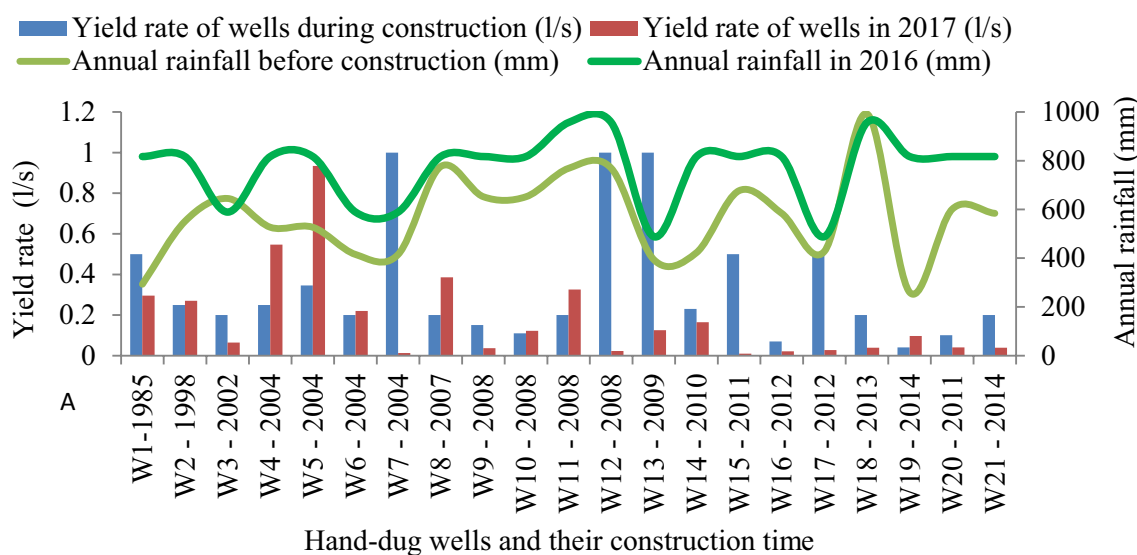 Yield rate of wells during construction (l/s) Yield rate of wells in 2017 (l/s)
Annual rainfall before construction (mm) Annual rainfall in 2016 (mm)
Yield rate (l/s)
1.2
1
0.8
0.6
0.4
0.2
0
1000
800
600
400
200
0
Annual rainfall (mm)
A
W1-1985
W2 - 1998
W3 - 2002
W4 - 2004
W5 - 2004
W6 - 2004
W7 - 2004
W8 - 2007
W9 - 2008
W10 - 2008
W11 - 2008
W12 - 2008
W13 - 2009
W14 - 2010
W15 - 2011
W16 - 2012
W17 - 2012
W18 - 2013
W19 - 2014
W20 - 2011
W21 - 2014
Hand-dug wells and their construction time